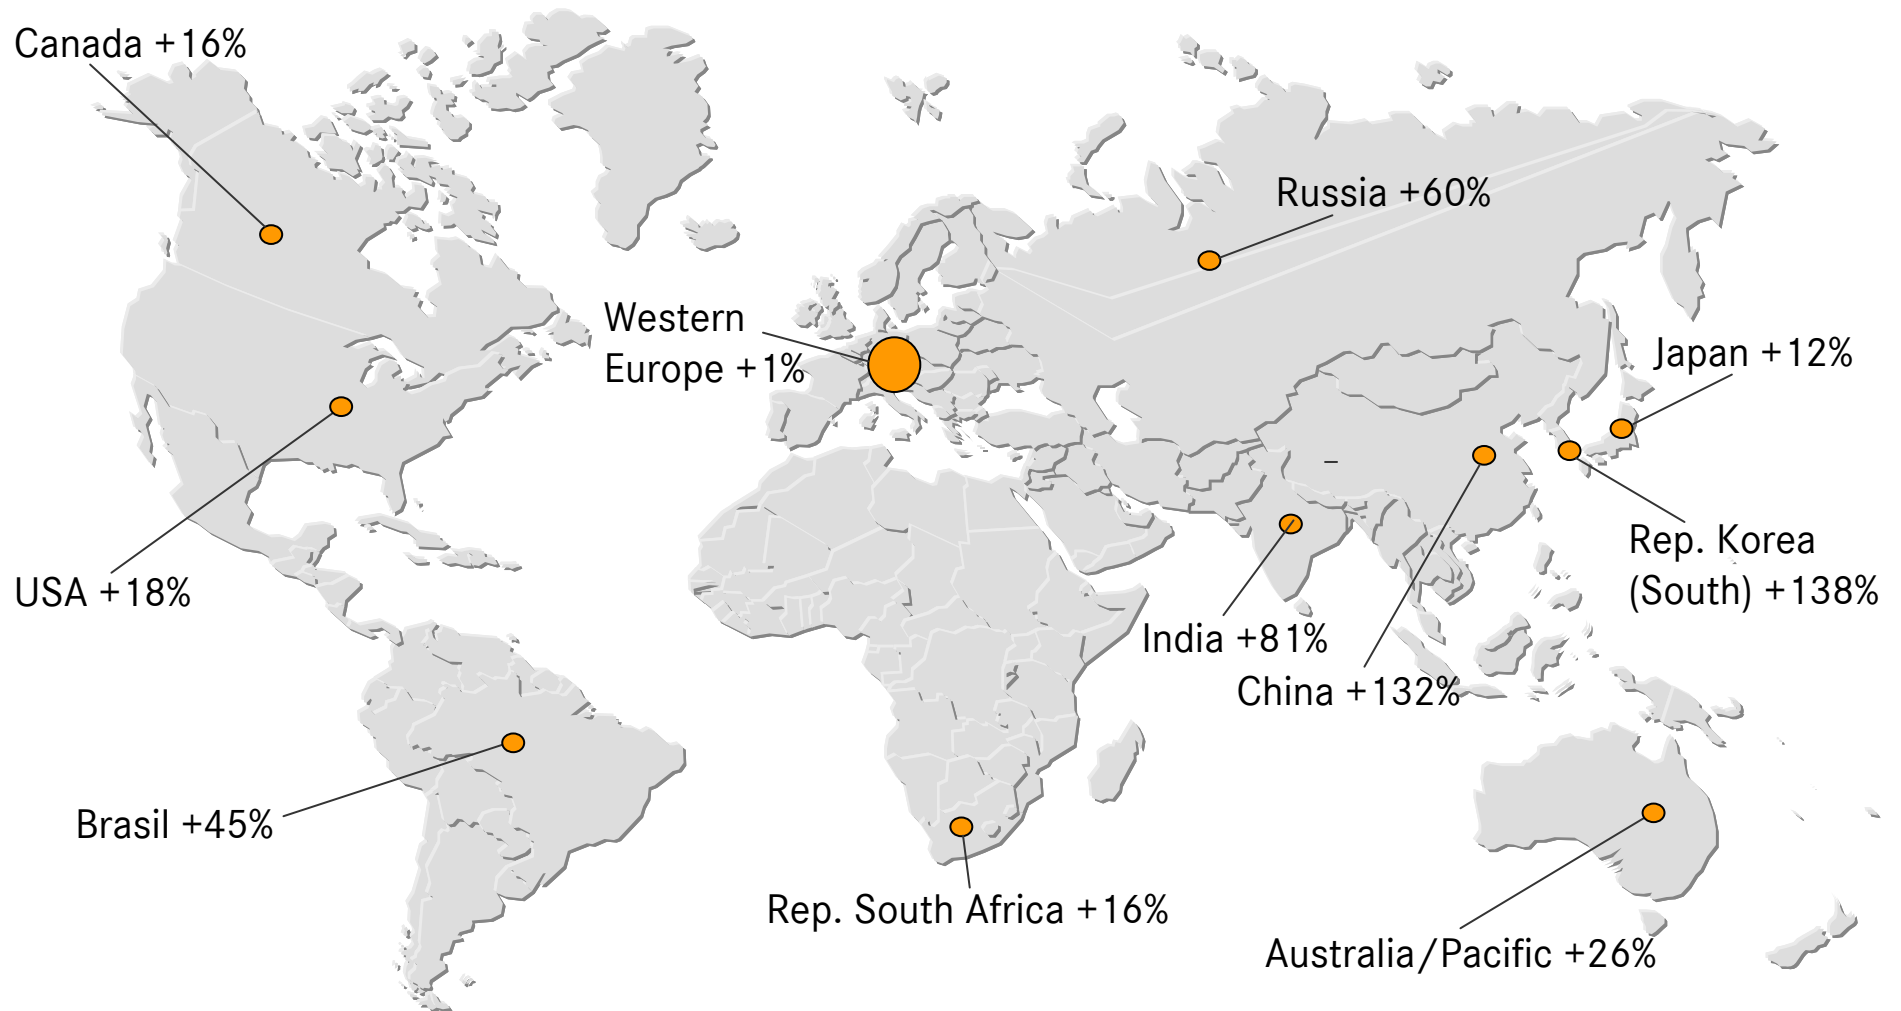 Canada +16%
Russia +60%
Western
Europe +1%
Japan +12%
Rep. Korea
(South) +138%
USA +18%
India +81%
China +132%
Brasil +45%
Rep. South Africa +16%
Australia/Pacific +26%